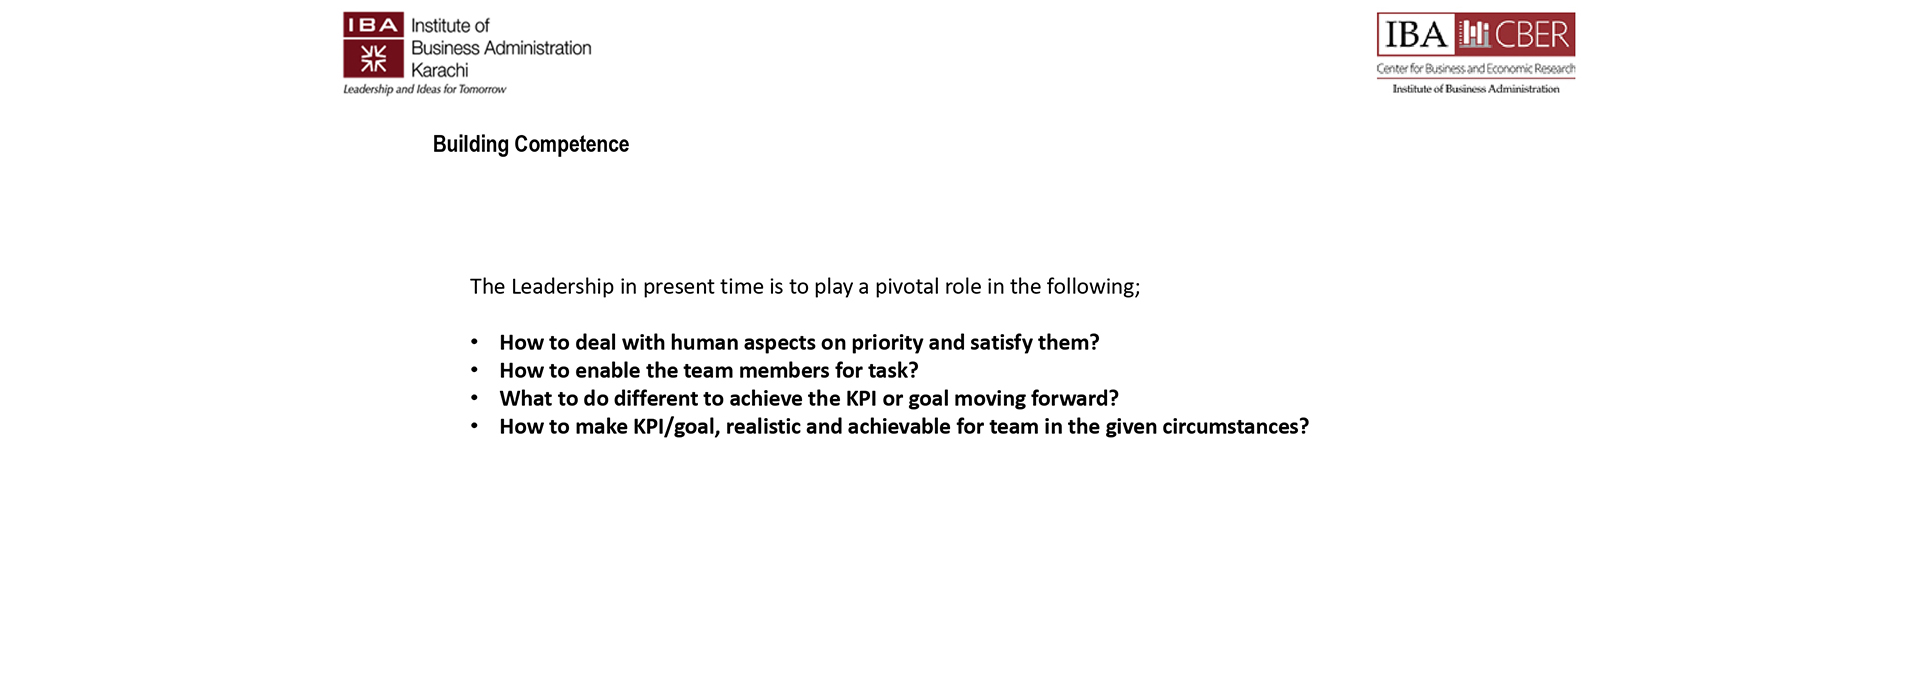 IBA
Institute of
Business Administration
Karachi
Leadership and Ideas for Tomorrow
IBA CBER
Center for Business and Economic Research
Institute of Business Administration
Building Competence
The Leadership in present time is to play a pivotal role in the following;
• How to deal with human aspects on priority and satisfy them?
• How to enable the team members for task?
• What to do different to achieve the KPI or goal moving forward?
• How to make KPI/goal, realistic and achievable for team in the given circumstances?